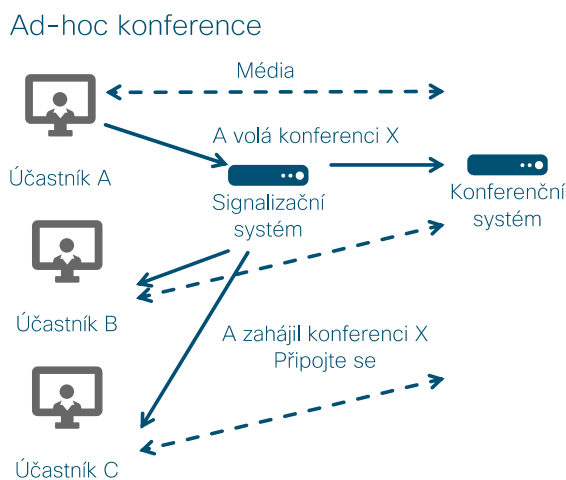 Ad-hoc konference
Média
A volá konferenci X
Účastník A
Signalizační
systém
Konferenční
systém
Účastník B
A zahájil konferenci X
Připojte se
Účastník C